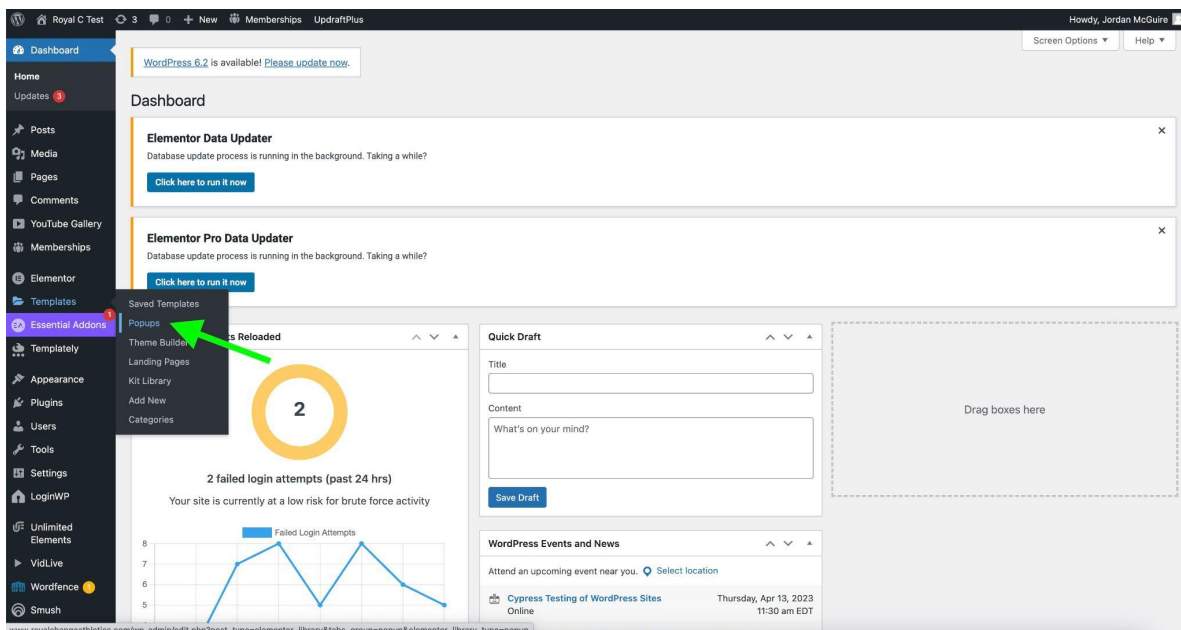 Royal C Test 3 0 + New Memberships UpdraftPlus Howdy, Jordan McGuire
Screen Options ▼ Help ▼
Dashboard
Home
Updates 3
Posts
Media
Pages
Comments
YouTube Gallery
Memberships
Elementor
Templates
Essential Addons 1
Templately
Appearance
Plugins
Users
Tools
Settings
LoginWP
Unlimited
Elements
VidLive
Wordfence 1
Smush
Saved Templates
Popups
Theme Builder
Landing Pages
Kit Library
Add New
Categories
WordPress 6.2 is available! Please update now.
Dashboard
Elementor Data Updater
Database update process is running in the background. Taking a while?
Click here to run it now
Elementor Pro Data Updater
Database update process is running in the background. Taking a while?
Click here to run it now
ts Reloaded
2
2 failed login attempts (past 24 hrs)
Your site is currently at a low risk for brute force activity
Failed Login Attempts
8
7
6
5
4
Quick Draft
Title
Content
What's on your mind?
Save Draft
WordPress Events and News
Attend an upcoming event near you. Select location
Cypress Testing of WordPress Sites Thursday, Apr 13, 2023
Online 11:30 am EDT
Drag boxes here